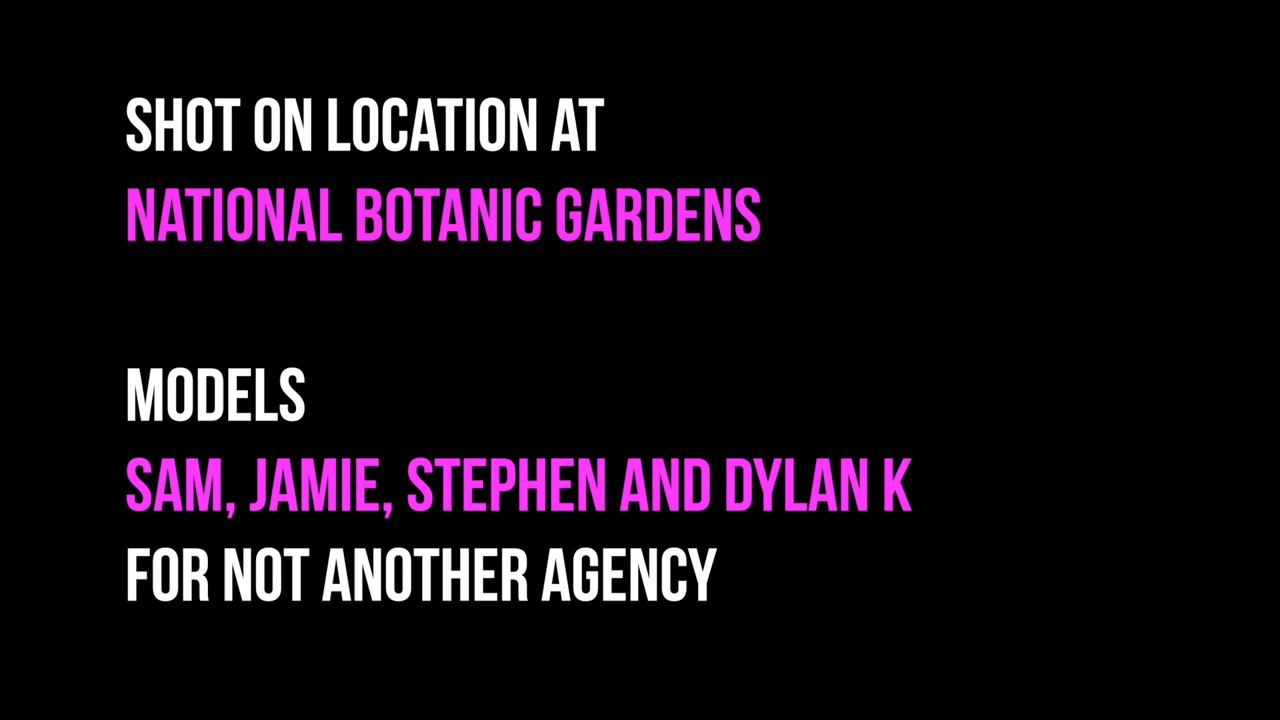 SHOT ON LOCATION AT
NATIONAL BOTANIC GARDENS
MODELS
SAM, JAMIE, STEPHEN AND DYLAN K
FOR NOT ANOTHER AGENCY